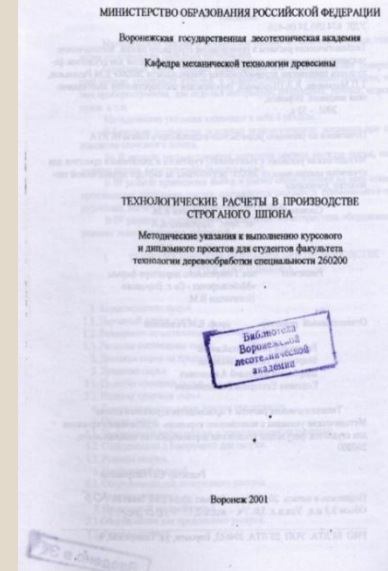 МИНИСТЕРСТВО ОБРАЗОВАНИЯ РОССИЙСКОЙ ФЕДЕРАЦИИ
Воронежская государственная лесотехническая академия
Кафедра механической технологии древесины
ТЕХНОЛОГИЧЕСКИЕ РАСЧЕТЫ В ПРОИЗВОДСТВЕ
СТРОГАНОГО ШПОНА
Методические указания к выполнению курсового
и дипломного проектов для студентов факультета
технологии деревообработки специальности 260200
Библиотека
Воронежской
лесотехнической
академии
Воронеж 2001